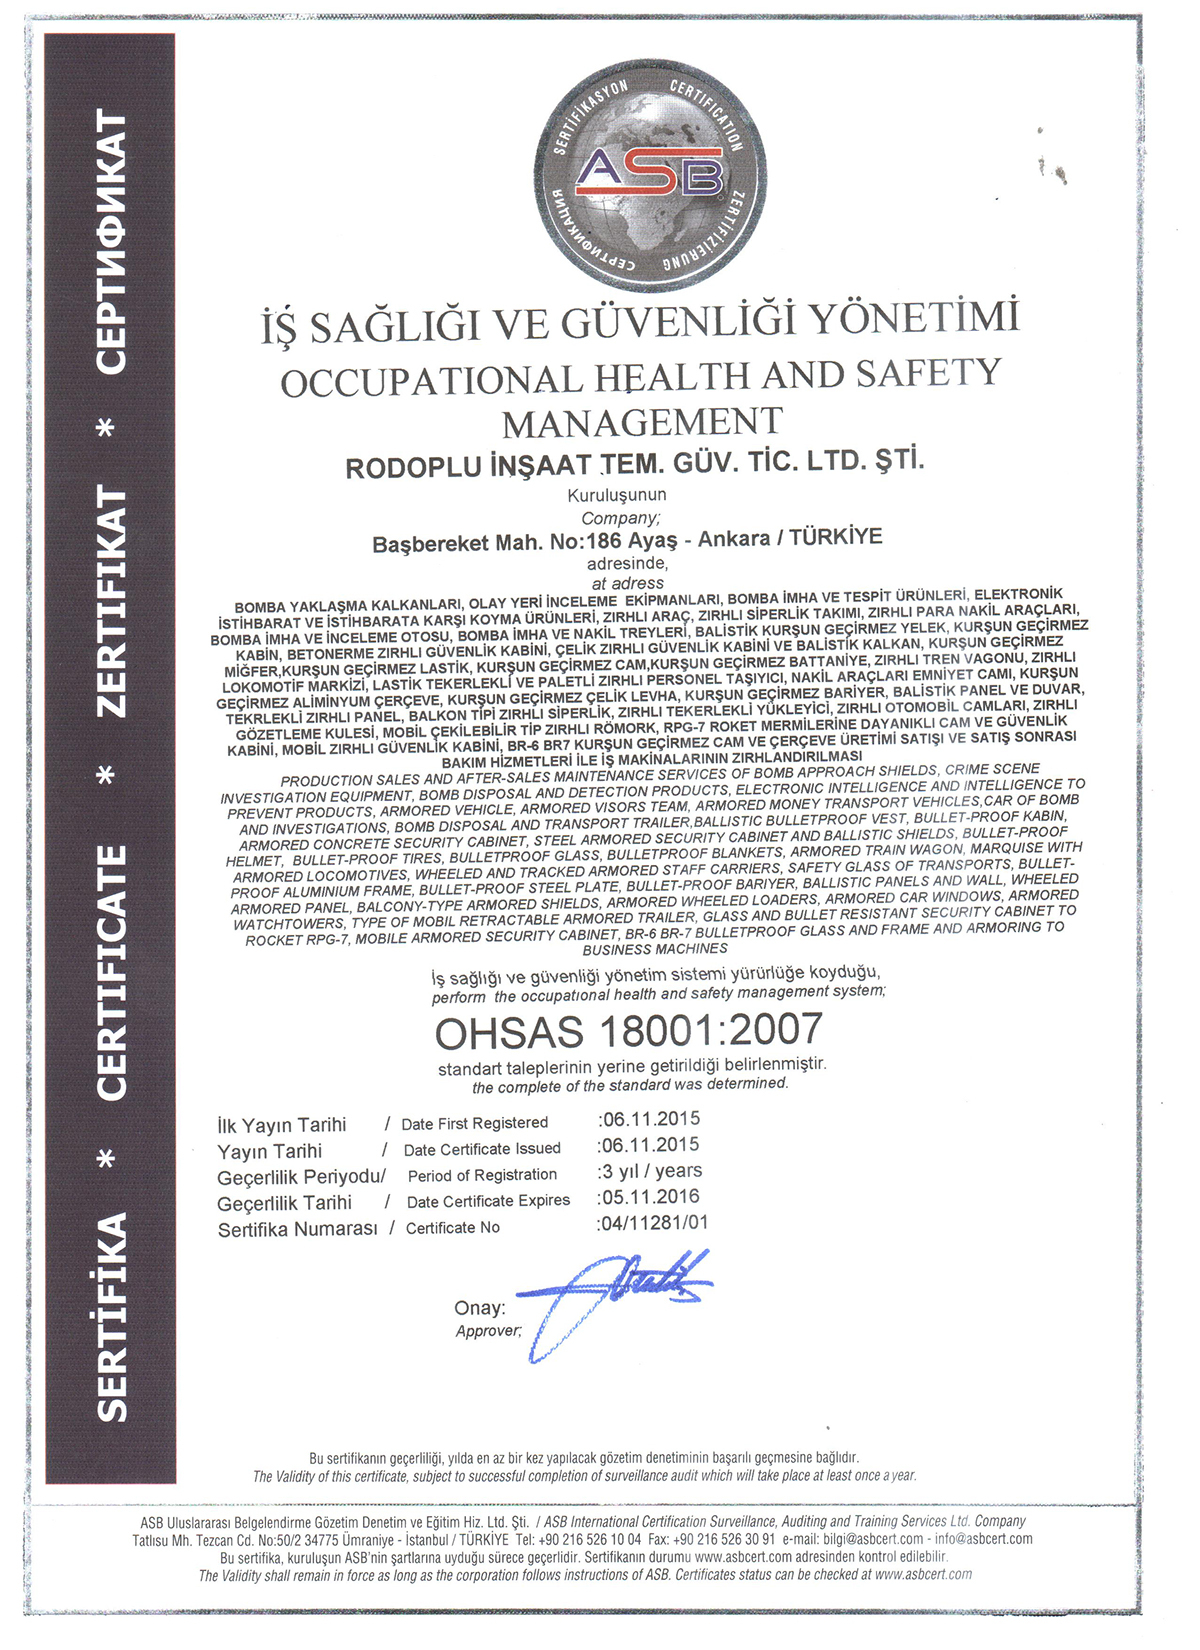 SERTİFİKA * CERTIFICATE * ZERTIFIKAT * СЕРТИФИКАТ
SERTİFİKASYON CERTIFICATION
ASB
СЕРТИФИКАЦИЯ ZERTIFIZIERUNG
İŞ SAĞLIĞI VE GÜVENLİĞİ YÖNETİMİ
OCCUPATIONAL HEALTH AND SAFETY
MANAGEMENT
RODOPLU İNŞAAT TEM. GÜV. TİC. LTD. ŞTİ.
Kuruluşunun
Company;
Başbereket Mah. No:186 Ayaş - Ankara / TÜRKİYE
adresinde,
at adress
BOMBA YAKLAŞMA KALKANLARI, OLAY YERİ İNCELEME EKİPMANLARI, BOMBA İMHA VE TESPİT ÜRÜNLERİ, ELEKTRONİK
İSTİHBARAT VE İSTİHBARATA KARŞI KOYMA ÜRÜNLERİ, ZIRHLI ARAÇ, ZIRHLI SİPERLİK TAKIMI, ZIRHLI PARA NAKİL ARAÇLARI,
BOMBA İMHA VE İNCELEME OTOSU, BOMBA İMHA VE NAKİL TREYLERİ, BALİSTİK KURŞUN GEÇİRMEZ YELEK, KURŞUN GEÇİRMEZ
KABİN, BETONERME ZIRHLI GÜVENLİK KABİNİ, ÇELİK ZIRHLI GÜVENLİK KABİNİ VE BALİSTİK KALKAN, KURŞUN GEÇİRMEZ
MİĞFER,KURŞUN GEÇİRMEZ LASTİK, KURŞUN GEÇİRMEZ CAM,KURŞUN GEÇİRMEZ BATTANİYE, ZIRHLI TREN VAGONU, ZIRHLI
LOKOMOTİF MARKİZİ, LASTİK TEKERLEKLİ VE PALETLİ ZIRHLI PERSONEL TAŞIYICI, NAKİL ARAÇLARI EMNİYET CAMI, KURŞUN
GEÇİRMEZ ALİMİNYUM ÇERÇEVE, KURŞUN GEÇİRMEZ ÇELİK LEVHA, KURŞUN GEÇİRMEZ BARİYER, BALİSTİK PANEL VE DUVAR,
TEKRLEKLİ ZIRHLI PANEL, BALKON TİPİ ZIRHLI SİPERLİK, ZIRHLI TEKERLEKLİ YÜKLEYİCİ, ZIRHLI OTOMOBİL CAMLARI, ZIRHLI
GÖZETLEME KULESİ, MOBİL ÇEKİLEBİLİR TİP ZIRHLI RÖMORK, RPG-7 ROKET MERMİLERİNE DAYANIKLI CAM VE GÜVENLİK
KABİNİ, MOBİL ZIRHLI GÜVENLİK KABİNİ, BR-6 BR7 KURŞUN GEÇİRMEZ CAM VE ÇERÇEVE ÜRETİMİ SATIŞI VE SATIŞ SONRASI
BAKIM HİZMETLERİ İLE İŞ MAKİNALARININ ZIRHLANDIRILMASI
PRODUCTION SALES AND AFTER-SALES MAINTENANCE SERVICES OF BOMB APPROACH SHIELDS, CRIME SCENE
INVESTIGATION EQUIPMENT, BOMB DISPOSAL AND DETECTION PRODUCTS, ELECTRONIC INTELLIGENCE AND INTELLIGENCE TO
PREVENT PRODUCTS, ARMORED VEHICLE, ARMORED VISORS TEAM, ARMORED MONEY TRANSPORT VEHICLES,CAR OF BOMB
AND INVESTIGATIONS, BOMB DISPOSAL AND TRANSPORT TRAILER,BALLISTIC BULLETPROOF VEST, BULLET-PROOF KABIN,
ARMORED CONCRETE SECURITY CABINET, STEEL ARMORED SECURITY CABINET AND BALLISTIC SHIELDS, BULLET-PROOF
HELMET, BULLET-PROOF TIRES, BULLETPROOF GLASS, BULLETPROOF BLANKETS, ARMORED TRAIN WAGON, MARQUISE WITH
ARMORED LOCOMOTIVES, WHEELED AND TRACKED ARMORED STAFF CARRIERS, SAFETY GLASS OF TRANSPORTS, BULLET-
PROOF ALUMINIUM FRAME, BULLET-PROOF STEEL PLATE, BULLET-PROOF BARIYER, BALLISTIC PANELS AND WALL, WHEELED
ARMORED PANEL, BALCONY-TYPE ARMORED SHIELDS, ARMORED WHEELED LOADERS, ARMORED CAR WINDOWS, ARMORED
WATCHTOWERS, TYPE OF MOBIL RETRACTABLE ARMORED TRAILER, GLASS AND BULLET RESISTANT SECURITY CABINET TO
ROCKET RPG-7, MOBILE ARMORED SECURITY CABINET, BR-6 BR-7 BULLETPROOF GLASS AND FRAME AND ARMORING TO
BUSINESS MACHINES
İş sağlığı ve güvenliği yönetim sistemi yürürlüğe koyduğu,
perform the occupational health and safety management system;
OHSAS 18001:2007
standart taleplerinin yerine getirildiği belirlenmiştir.
the complete of the standard was determined.
İlk Yayın Tarihi / Date First Registered :06.11.2015
Yayın Tarihi / Date Certificate Issued :06.11.2015
Geçerlilik Periyodu/ Period of Registration :3 yıl / years
Geçerlilik Tarihi / Date Certificate Expires :05.11.2016
Sertifika Numarası / Certificate No :04/11281/01
Onay:
Approver;
Bu sertifikanın geçerliliği, yılda en az bir kez yapılacak gözetim denetiminin başarılı geçmesine bağlıdır.
The Validity of this certificate, subject to successful completion of surveillance audit which will take place at least once a year.
ASB Uluslararası Belgelendirme Gözetim Denetim ve Eğitim Hiz. Ltd. Şti. / ASB International Certification Surveillance, Auditing and Training Services Ltd. Company
Tatlısu Mh. Tezcan Cd. No:50/2 34775 Ümraniye - İstanbul / TÜRKİYE Tel: +90 216 526 10 04 Fax: +90 216 526 30 91 e-mail: bilgi@asbcert.com - info@asbcert.com
Bu sertifika, kuruluşun ASB'nin şartlarına uyduğu sürece geçerlidir. Sertifikanın durumu www.asbcert.com adresinden kontrol edilebilir.
The Validity shall remain in force as long as the corporation follows instructions of ASB. Certificates status can be checked at www.asbcert.com